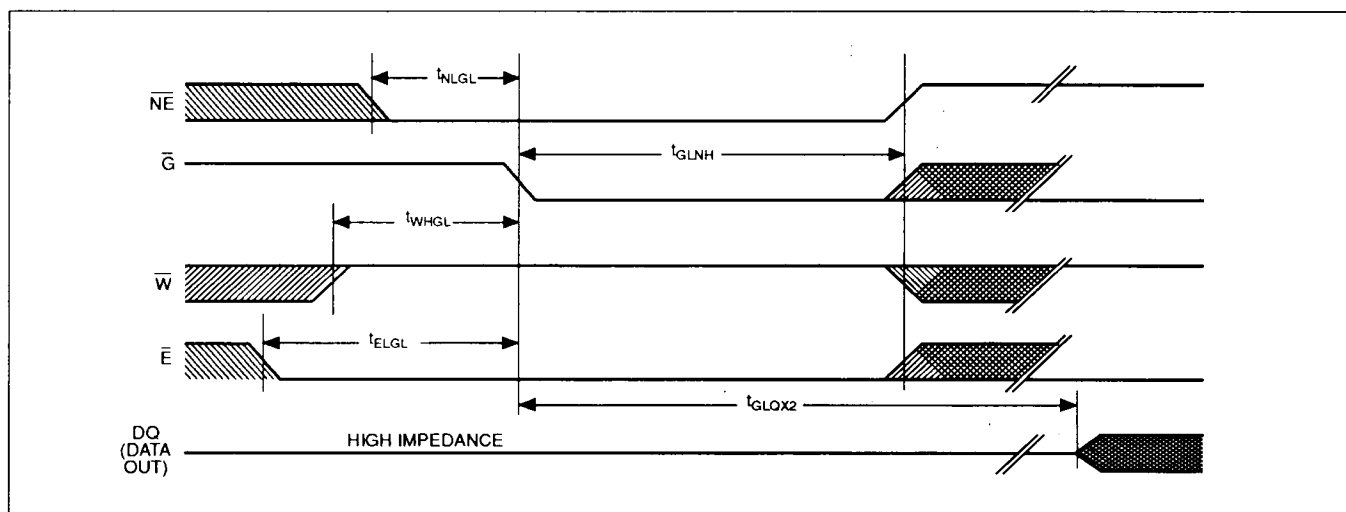 tNLGL
NE
tGLNH
G
tWHGL
W
tELGL
E
tGLQX2
HIGH IMPEDANCE
DQ
(DATA
OUT)